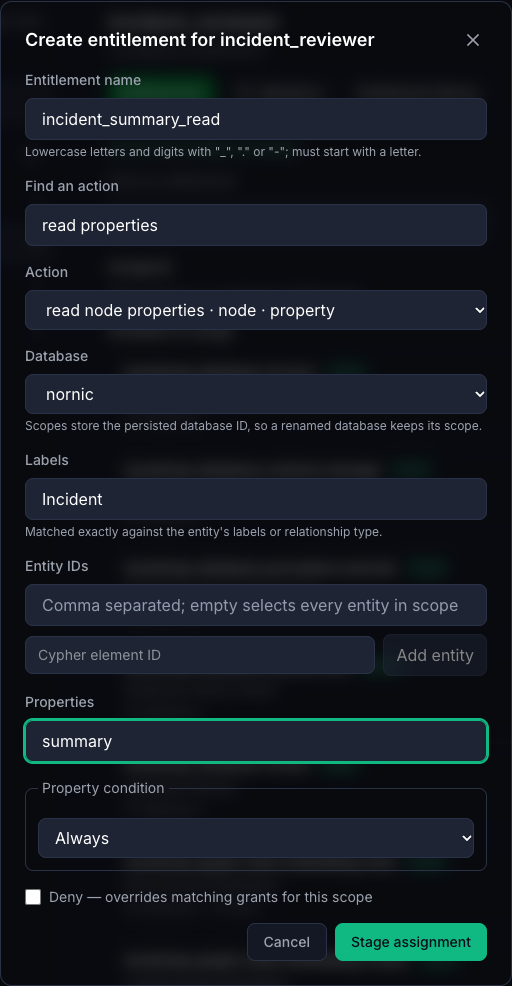 Create entitlement for incident_reviewer
Entitlement name
incident_summary_read
Lowercase letters and digits with "_", "." or "-"; must start with a letter.
Find an action
read properties
Action
read node properties · node · property
Database
nornic
Scopes store the persisted database ID, so a renamed database keeps its scope.
Labels
Incident
Matched exactly against the entity's labels or relationship type.
Entity IDs
Comma separated; empty selects every entity in scope
Cypher element ID
Add entity
Properties
summary
Property condition
Always
Deny — overrides matching grants for this scope
Cancel
Stage assignment